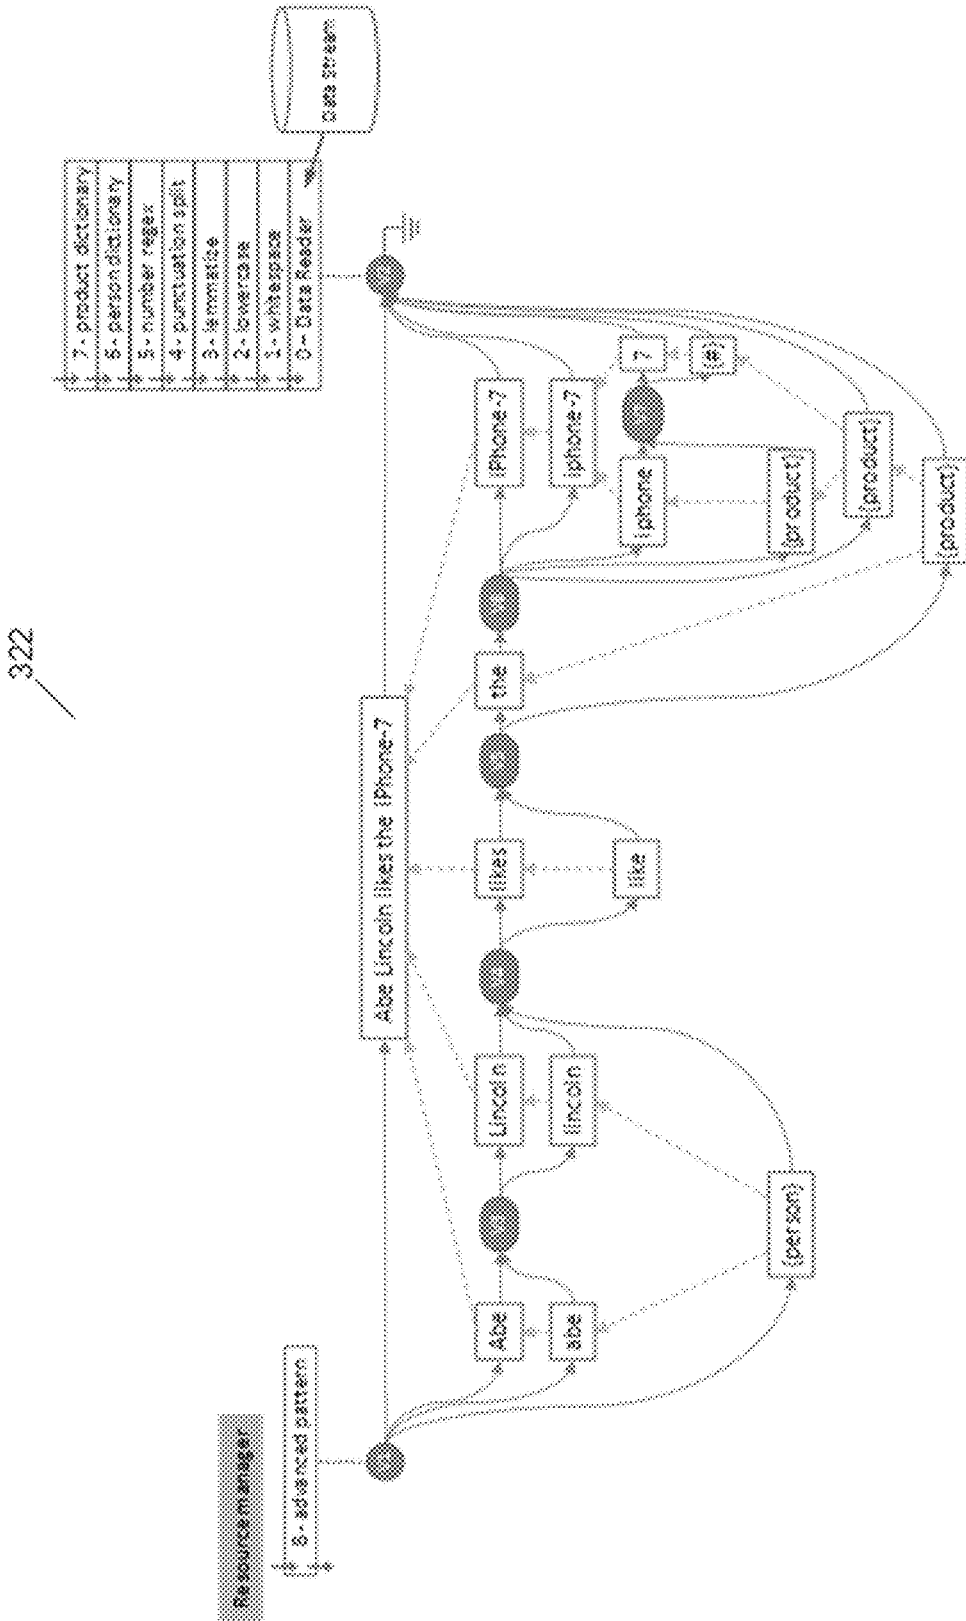 322
Resource manager
8 - advanced pattern
7 - product dictionary
6 - person dictionary
5 - number regex
4 - punctuation split
3 - lemmatize
2 - lowercase
1 - whitespace
0 - Data Reader
Data Stream
Abe Lincoln likes the iPhone-7
Abe
Lincoln
likes
the
iPhone-7
abe
lincoln
iphone-7
like
iphone
7
{#}
{person}
{product]
{product]
{product]